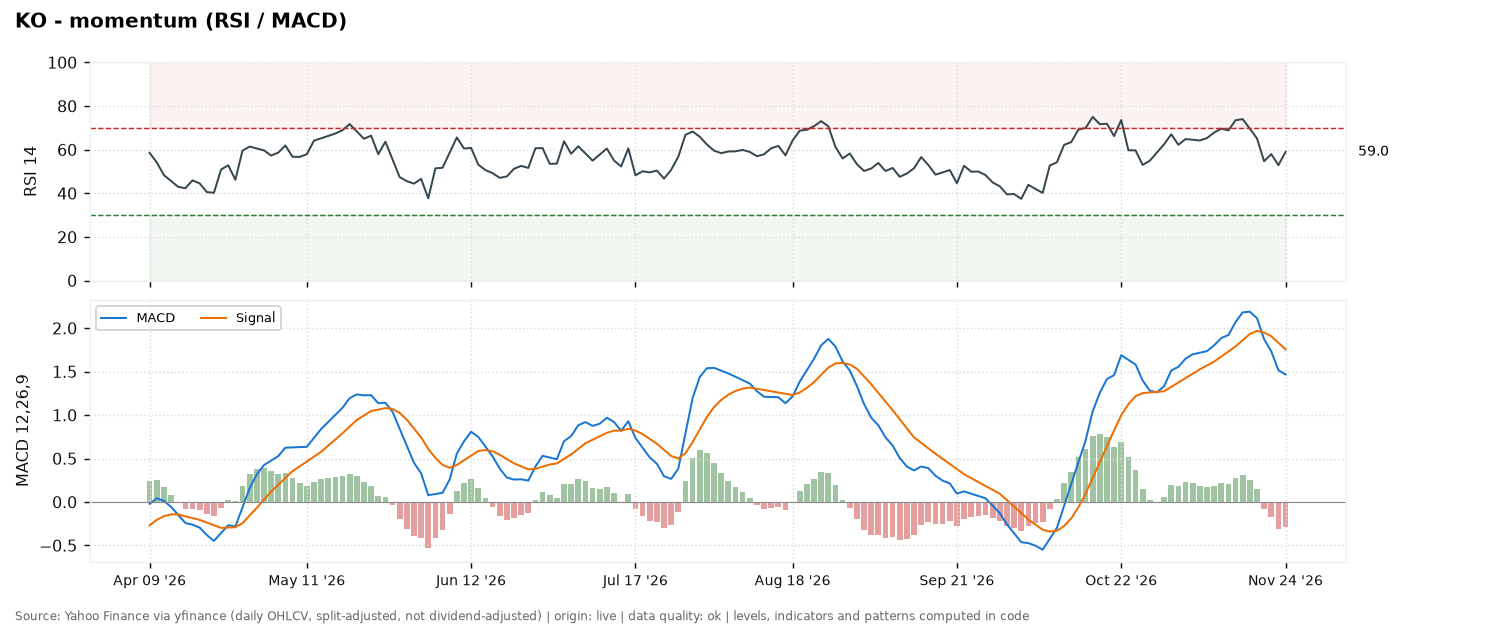 KO - momentum (RSI / MACD)
100
80
60
40
20
0
RSI 14
59.0
MACD
Signal
2.0
1.5
1.0
0.5
0.0
−0.5
MACD 12,26,9
Apr 09 '26
May 11 '26
Jun 12 '26
Jul 17 '26
Aug 18 '26
Sep 21 '26
Oct 22 '26
Nov 24 '26
Source: Yahoo Finance via yfinance (daily OHLCV, split-adjusted, not dividend-adjusted) | origin: live | data quality: ok | levels, indicators and patterns computed in code